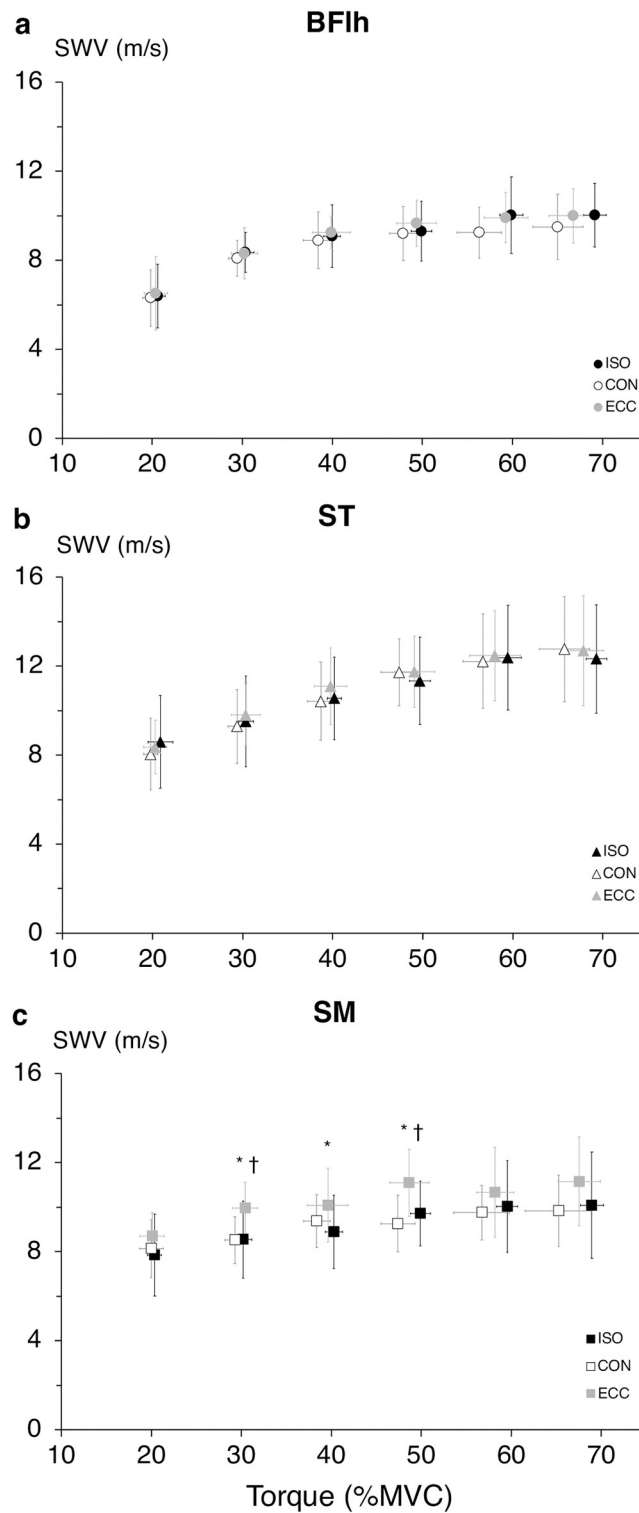 a BFlh
SWV (m/s)
16
12
8
4
0
10 20 30 40 50 60 70
ISO
CON
ECC
b ST
SWV (m/s)
16
12
8
4
0
10 20 30 40 50 60 70
ISO
CON
ECC
c SM
SWV (m/s)
16
12
8
4
0
* † * * †
10 20 30 40 50 60 70
ISO
CON
ECC
Torque (%MVC)